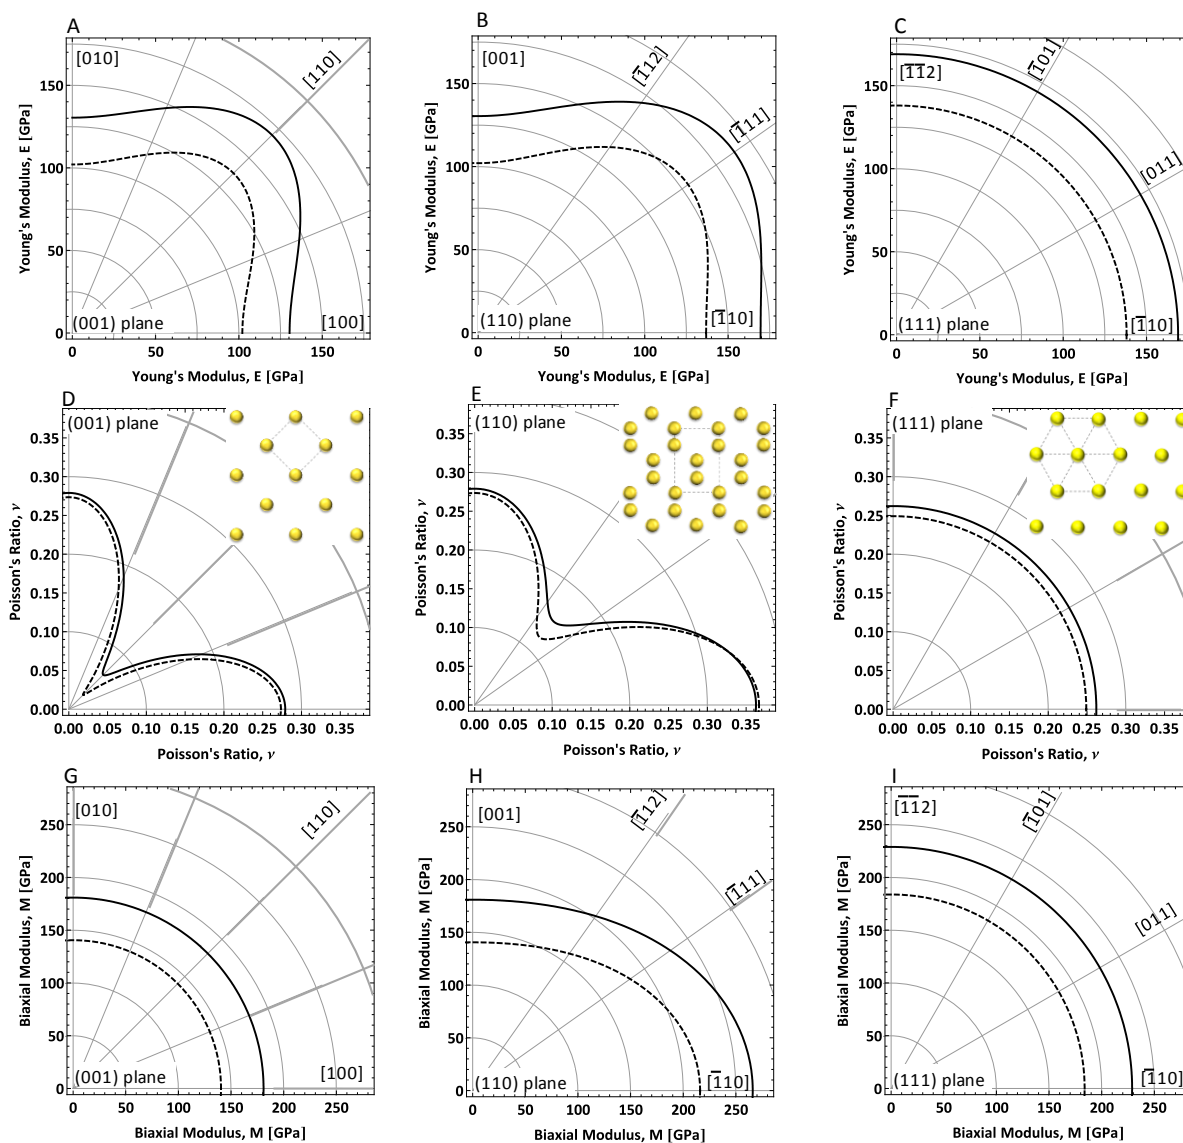 A
[010]
[110]
150
100
50
0
Young's Modulus, E [GPa]
(001) plane
[100]
0 50 100 150
Young's Modulus, E [GPa]
B
[001]
[1̅12]
[1̅11]
150
100
50
0
Young's Modulus, E [GPa]
(110) plane
[1̅10]
0 50 100 150
Young's Modulus, E [GPa]
C
[1̅1̅2]
[1̅01]
[011]
150
100
50
0
Young's Modulus, E [GPa]
(111) plane
[1̅10]
0 50 100 150
Young's Modulus, E [GPa]
D
(001) plane
0.35
0.30
0.25
0.20
0.15
0.10
0.05
0.00
Poisson's Ratio, ν
0.00 0.05 0.10 0.15 0.20 0.25 0.30 0.35
Poisson's Ratio, ν
E
(110) plane
0.35
0.30
0.25
0.20
0.15
0.10
0.05
0.00
Poisson's Ratio, ν
0.00 0.05 0.10 0.15 0.20 0.25 0.30 0.35
Poisson's Ratio, ν
F
(111) plane
0.35
0.30
0.25
0.20
0.15
0.10
0.05
0.00
Poisson's Ratio, ν
0.00 0.05 0.10 0.15 0.20 0.25 0.30 0.35
Poisson's Ratio, ν
G
[010]
[110]
250
200
150
100
50
0
Biaxial Modulus, M [GPa]
(001) plane
[100]
0 50 100 150 200 250
Biaxial Modulus, M [GPa]
H
[001]
[1̅12]
[1̅11]
250
200
150
100
50
0
Biaxial Modulus, M [GPa]
(110) plane
[1̅10]
0 50 100 150 200 250
Biaxial Modulus, M [GPa]
I
[1̅1̅2]
[1̅01]
[011]
250
200
150
100
50
0
Biaxial Modulus, M [GPa]
(111) plane
[1̅10]
0 50 100 150 200 250
Biaxial Modulus, M [GPa]